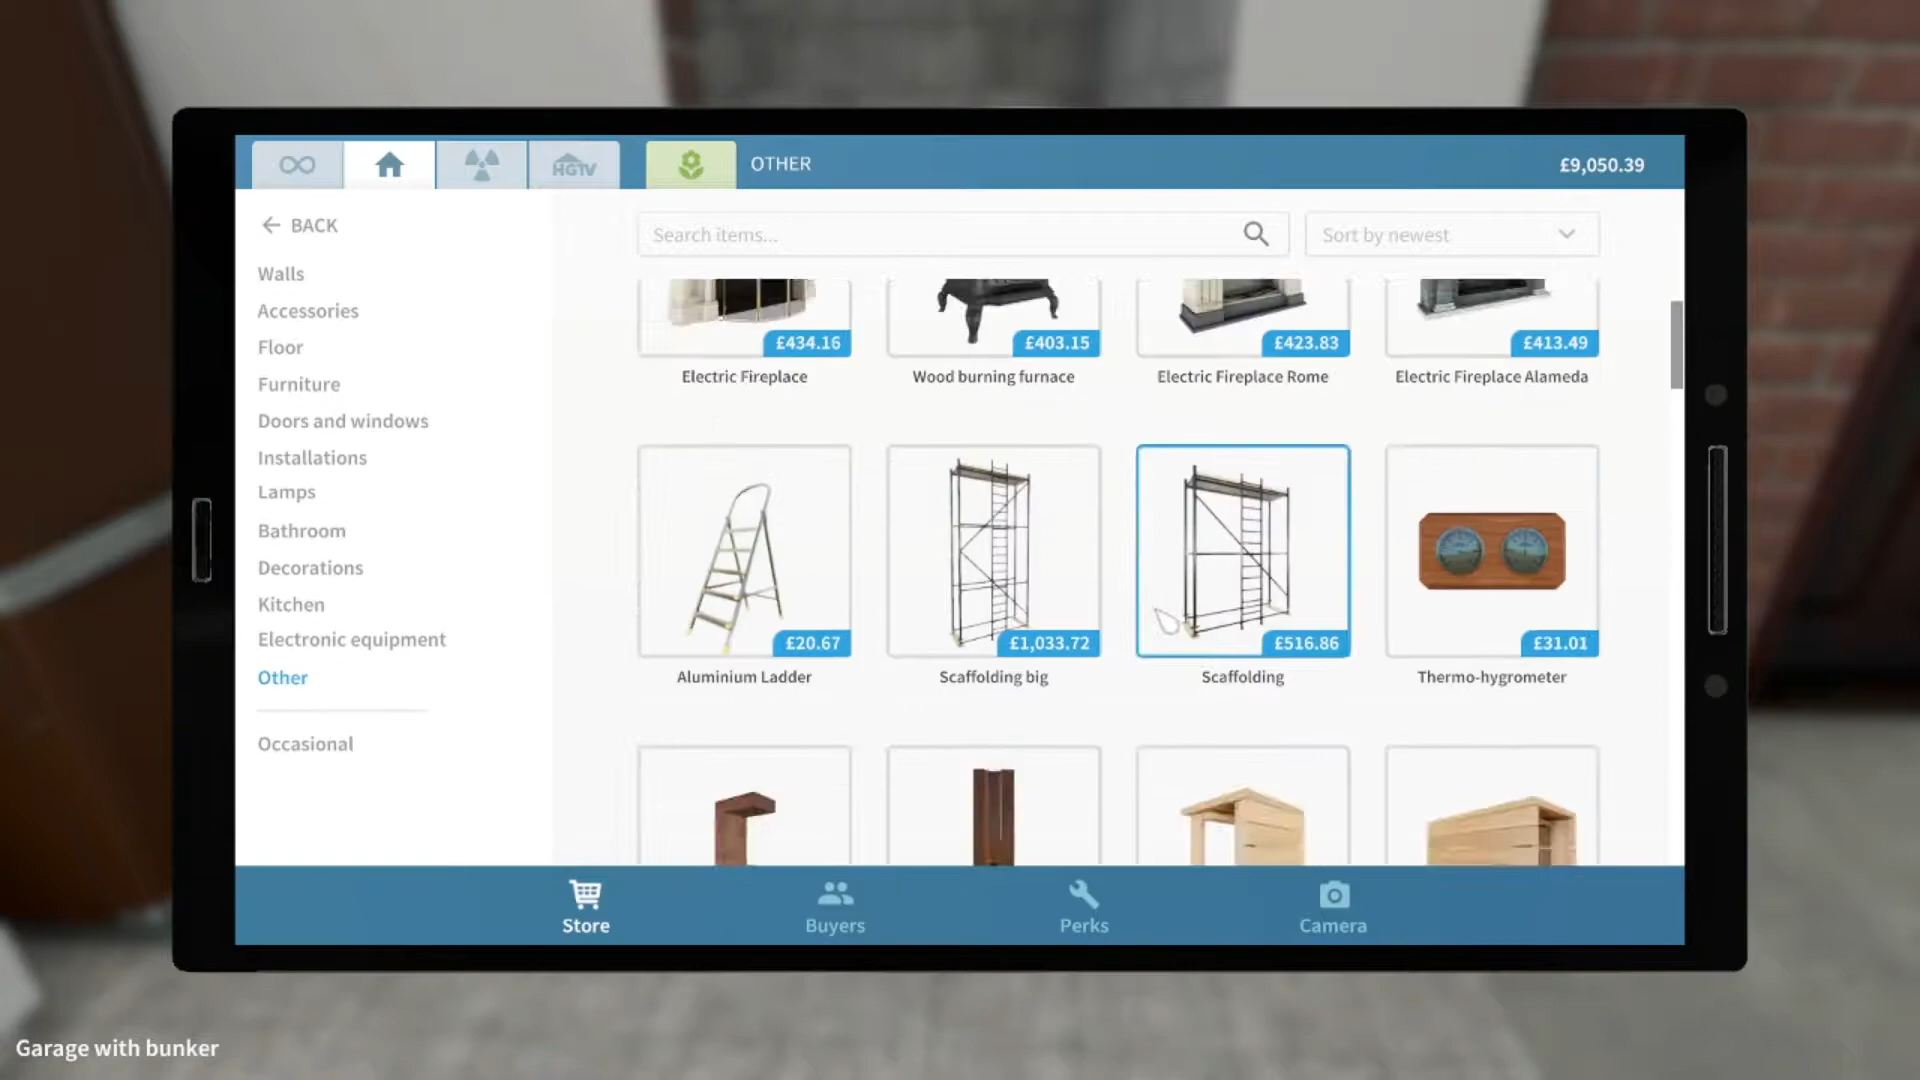 HGTV
OTHER
£9,050.39
BACK
Search items...
Sort by newest
Walls
Accessories
Floor
Furniture
Doors and windows
Installations
Lamps
Bathroom
Decorations
Kitchen
Electronic equipment
Other
Occasional
£434.16
£403.15
£423.83
£413.49
Electric Fireplace
Wood burning furnace
Electric Fireplace Rome
Electric Fireplace Alameda
£20.67
£1,033.72
£516.86
£31.01
Aluminium Ladder
Scaffolding big
Scaffolding
Thermo-hygrometer
Store
Buyers
Perks
Camera
Garage with bunker